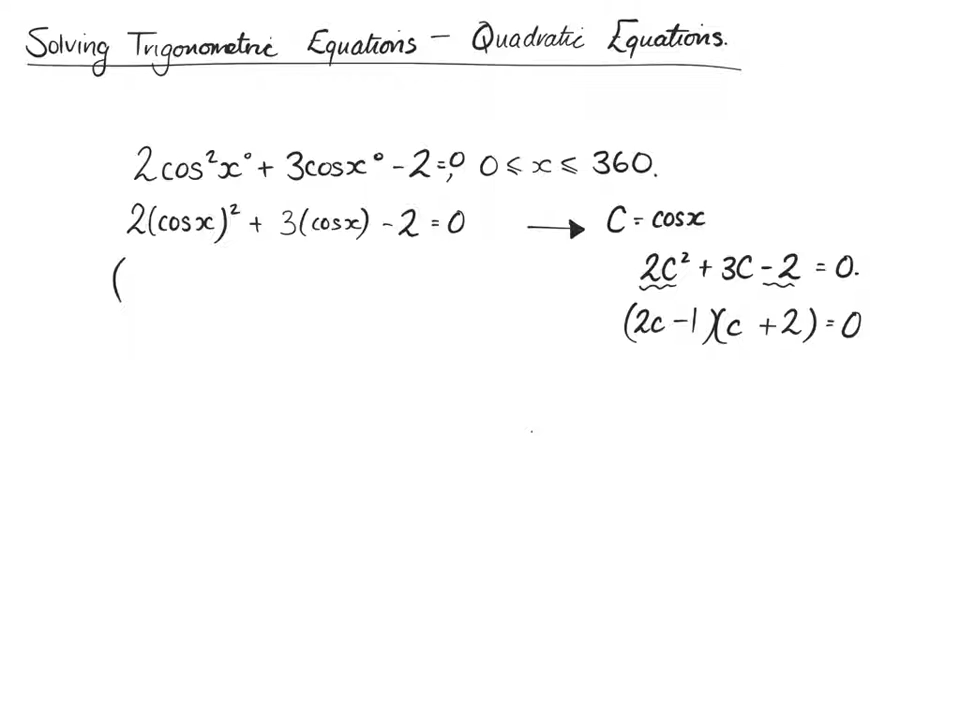 Solving Trigonometric Equations - Quadratic Equations.
2cos²x° + 3cosx° - 2 = 0, 0 ≤ x ≤ 360.
2(cosx)² + 3(cosx) - 2 = 0 → C = cosx
( 2C² + 3C - 2 = 0.
(2c - 1)(c + 2) = 0